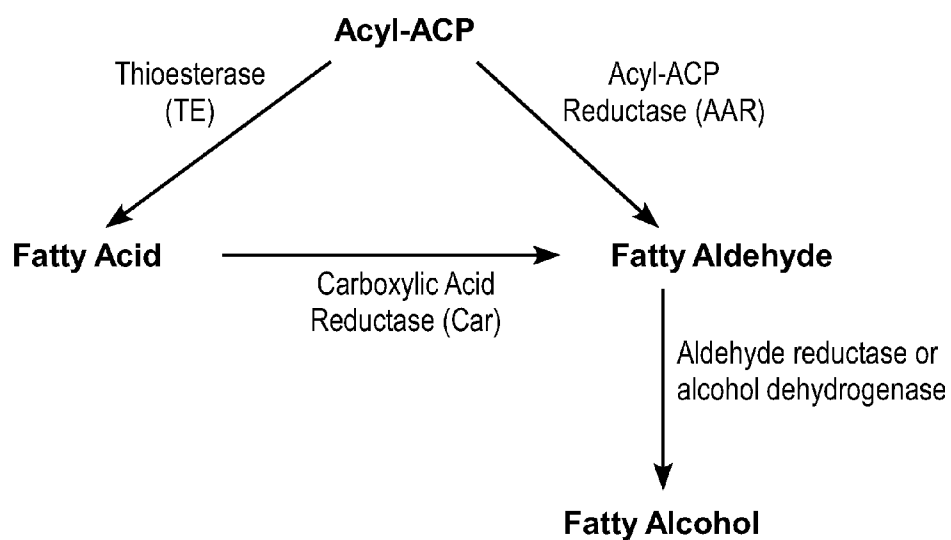 Acyl-ACP
Thioesterase
(TE)
Acyl-ACP
Reductase (AAR)
Fatty Acid
Fatty Aldehyde
Carboxylic Acid
Reductase (Car)
Aldehyde reductase or
alcohol dehydrogenase
Fatty Alcohol